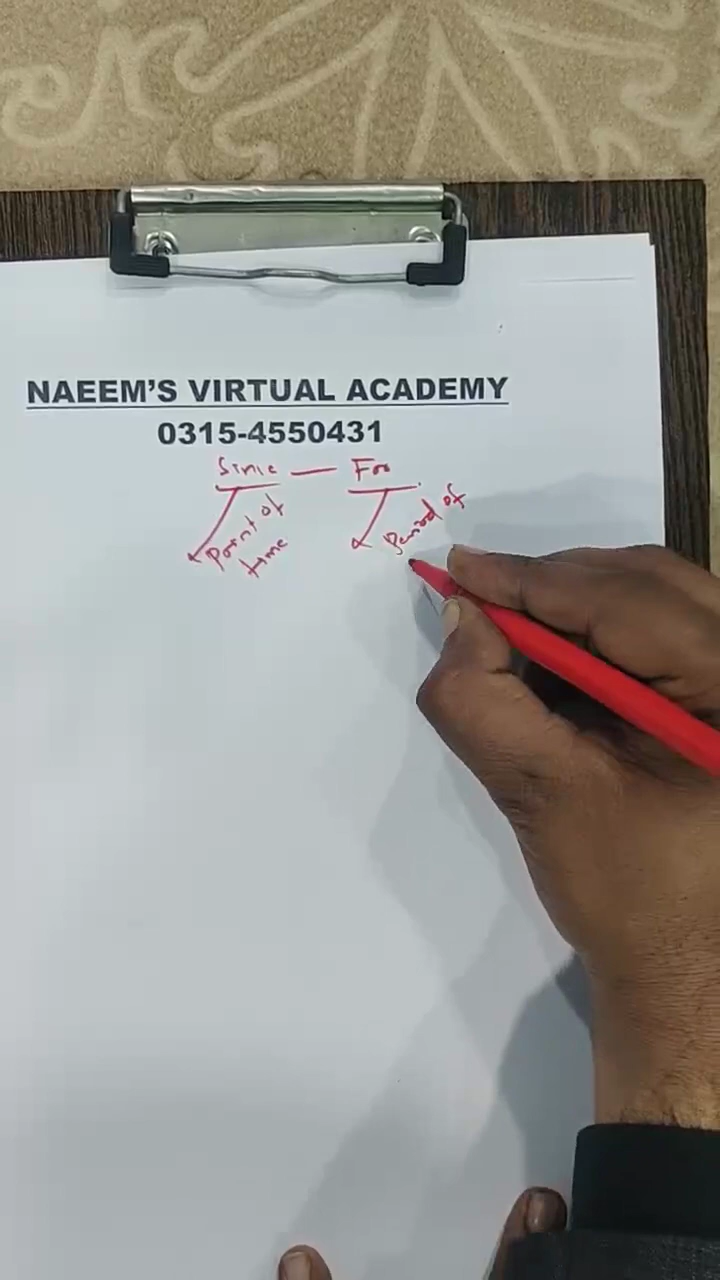 NAEEM'S VIRTUAL ACADEMY
0315-4550431
Since — For
Point of
time
Period of